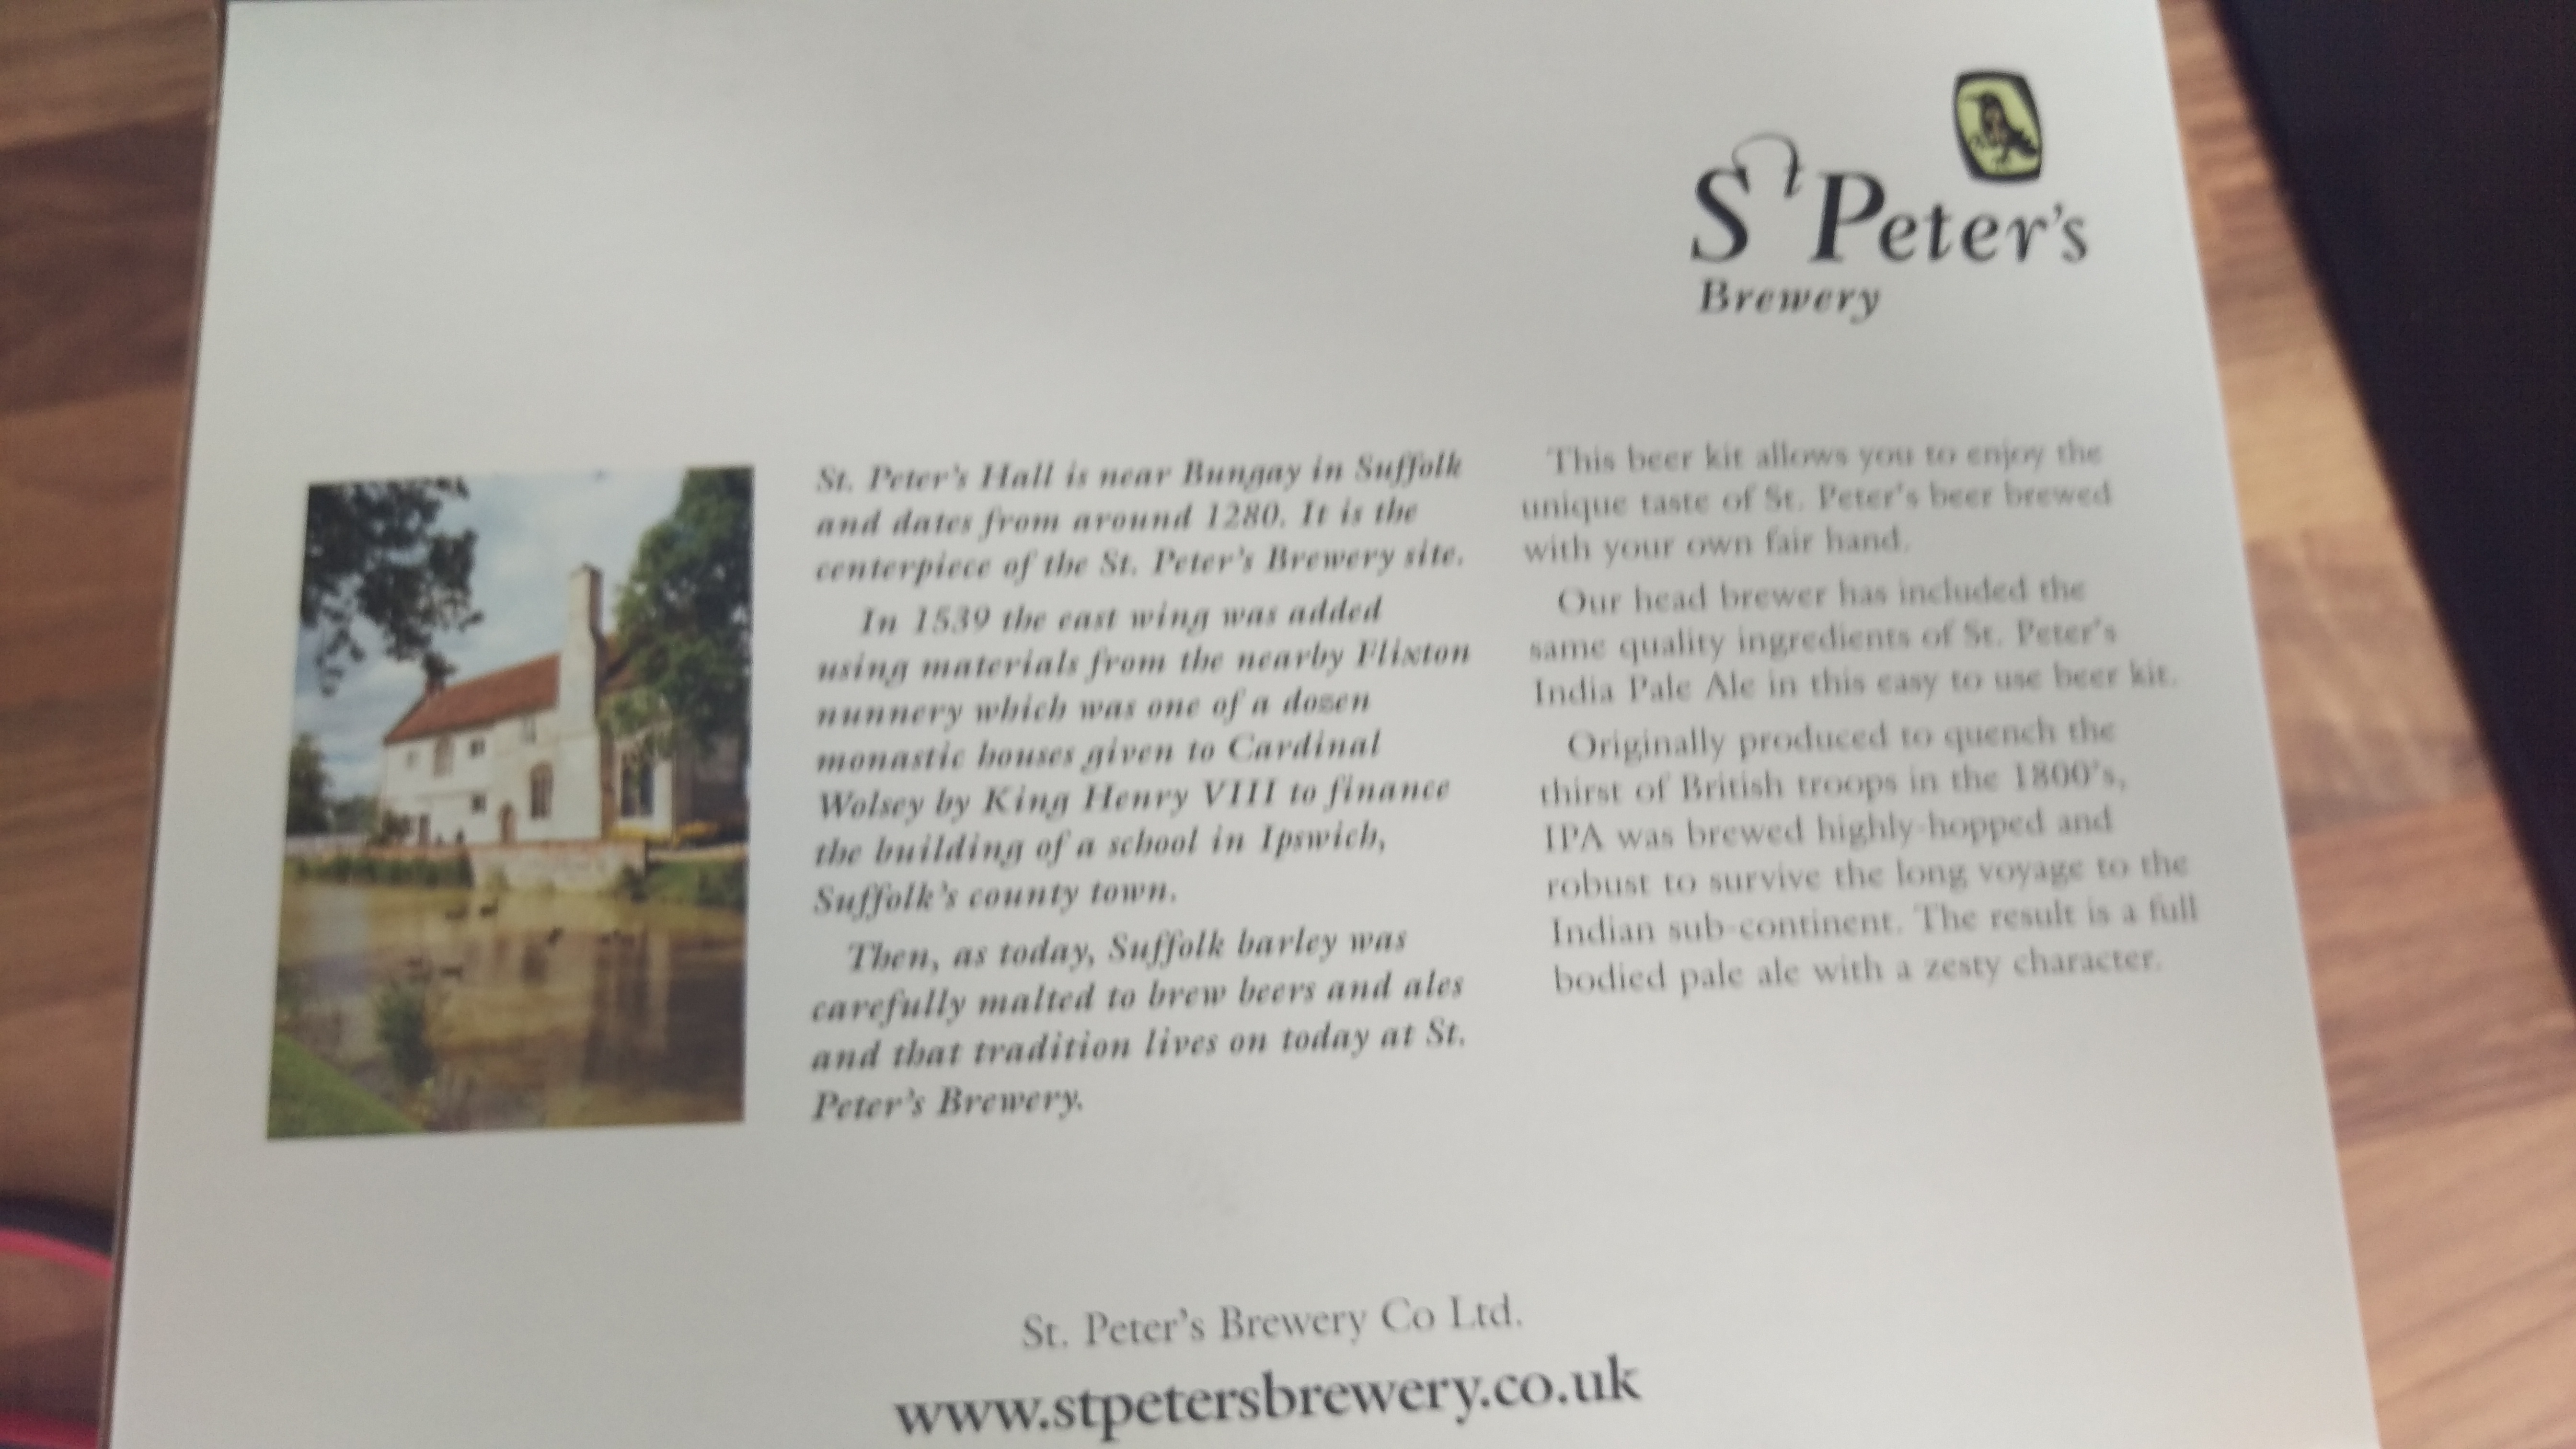 St Peter's
Brewery
St. Peter's Hall is near Bungay in Suffolk
and dates from around 1280. It is the
centerpiece of the St. Peter's Brewery site.
In 1539 the east wing was added
using materials from the nearby Flixton
nunnery which was one of a dozen
monastic houses given to Cardinal
Wolsey by King Henry VIII to finance
the building of a school in Ipswich,
Suffolk's county town.
Then, as today, Suffolk barley was
carefully malted to brew beers and ales
and that tradition lives on today at St.
Peter's Brewery.
This beer kit allows you to enjoy the
unique taste of St. Peter's beer brewed
with your own fair hand.
Our head brewer has included the
same quality ingredients of St. Peter's
India Pale Ale in this easy to use beer kit.
Originally produced to quench the
thirst of British troops in the 1800's,
IPA was brewed highly-hopped and
robust to survive the long voyage to the
Indian sub-continent. The result is a full
bodied pale ale with a zesty character.
St. Peter's Brewery Co Ltd.
www.stpetersbrewery.co.uk